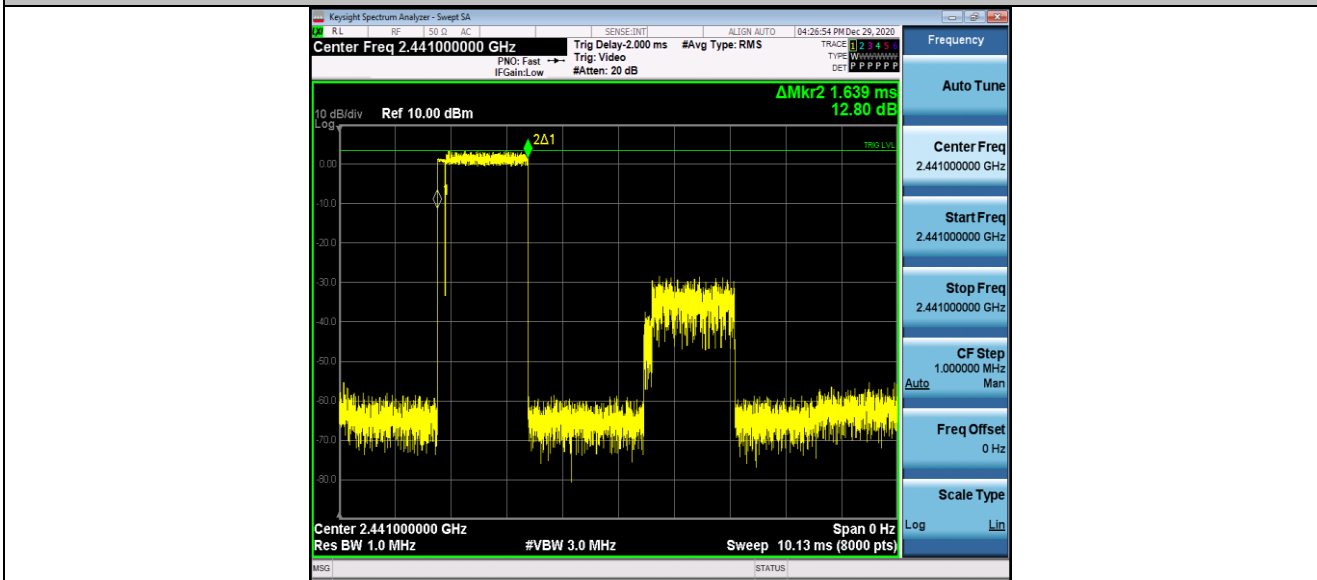 Keysight Spectrum Analyzer - Swept SA
RL RF 50 Ω AC SENSE:INT ALIGN AUTO 04:26:54 PM Dec 29, 2020
Center Freq 2.441000000 GHz
PNO: Fast
IFGain:Low
Trig Delay-2.000 ms
Trig: Video
#Atten: 20 dB
#Avg Type: RMS
TRACE 1 2 3 4 5 6
TYPE WWWWWW
DET P P P P P P
ΔMkr2 1.639 ms
12.80 dB
10 dB/div Ref 10.00 dBm
Log
2Δ1
TRIG LVL
0.00
-10.0
-20.0
-30.0
-40.0
-50.0
-60.0
-70.0
-80.0
Center 2.441000000 GHz Span 0 Hz
Res BW 1.0 MHz #VBW 3.0 MHz Sweep 10.13 ms (8000 pts)
MSG STATUS
Frequency
Auto Tune
Center Freq
2.441000000 GHz
Start Freq
2.441000000 GHz
Stop Freq
2.441000000 GHz
CF Step
1.000000 MHz
Auto Man
Freq Offset
0 Hz
Scale Type
Log Lin